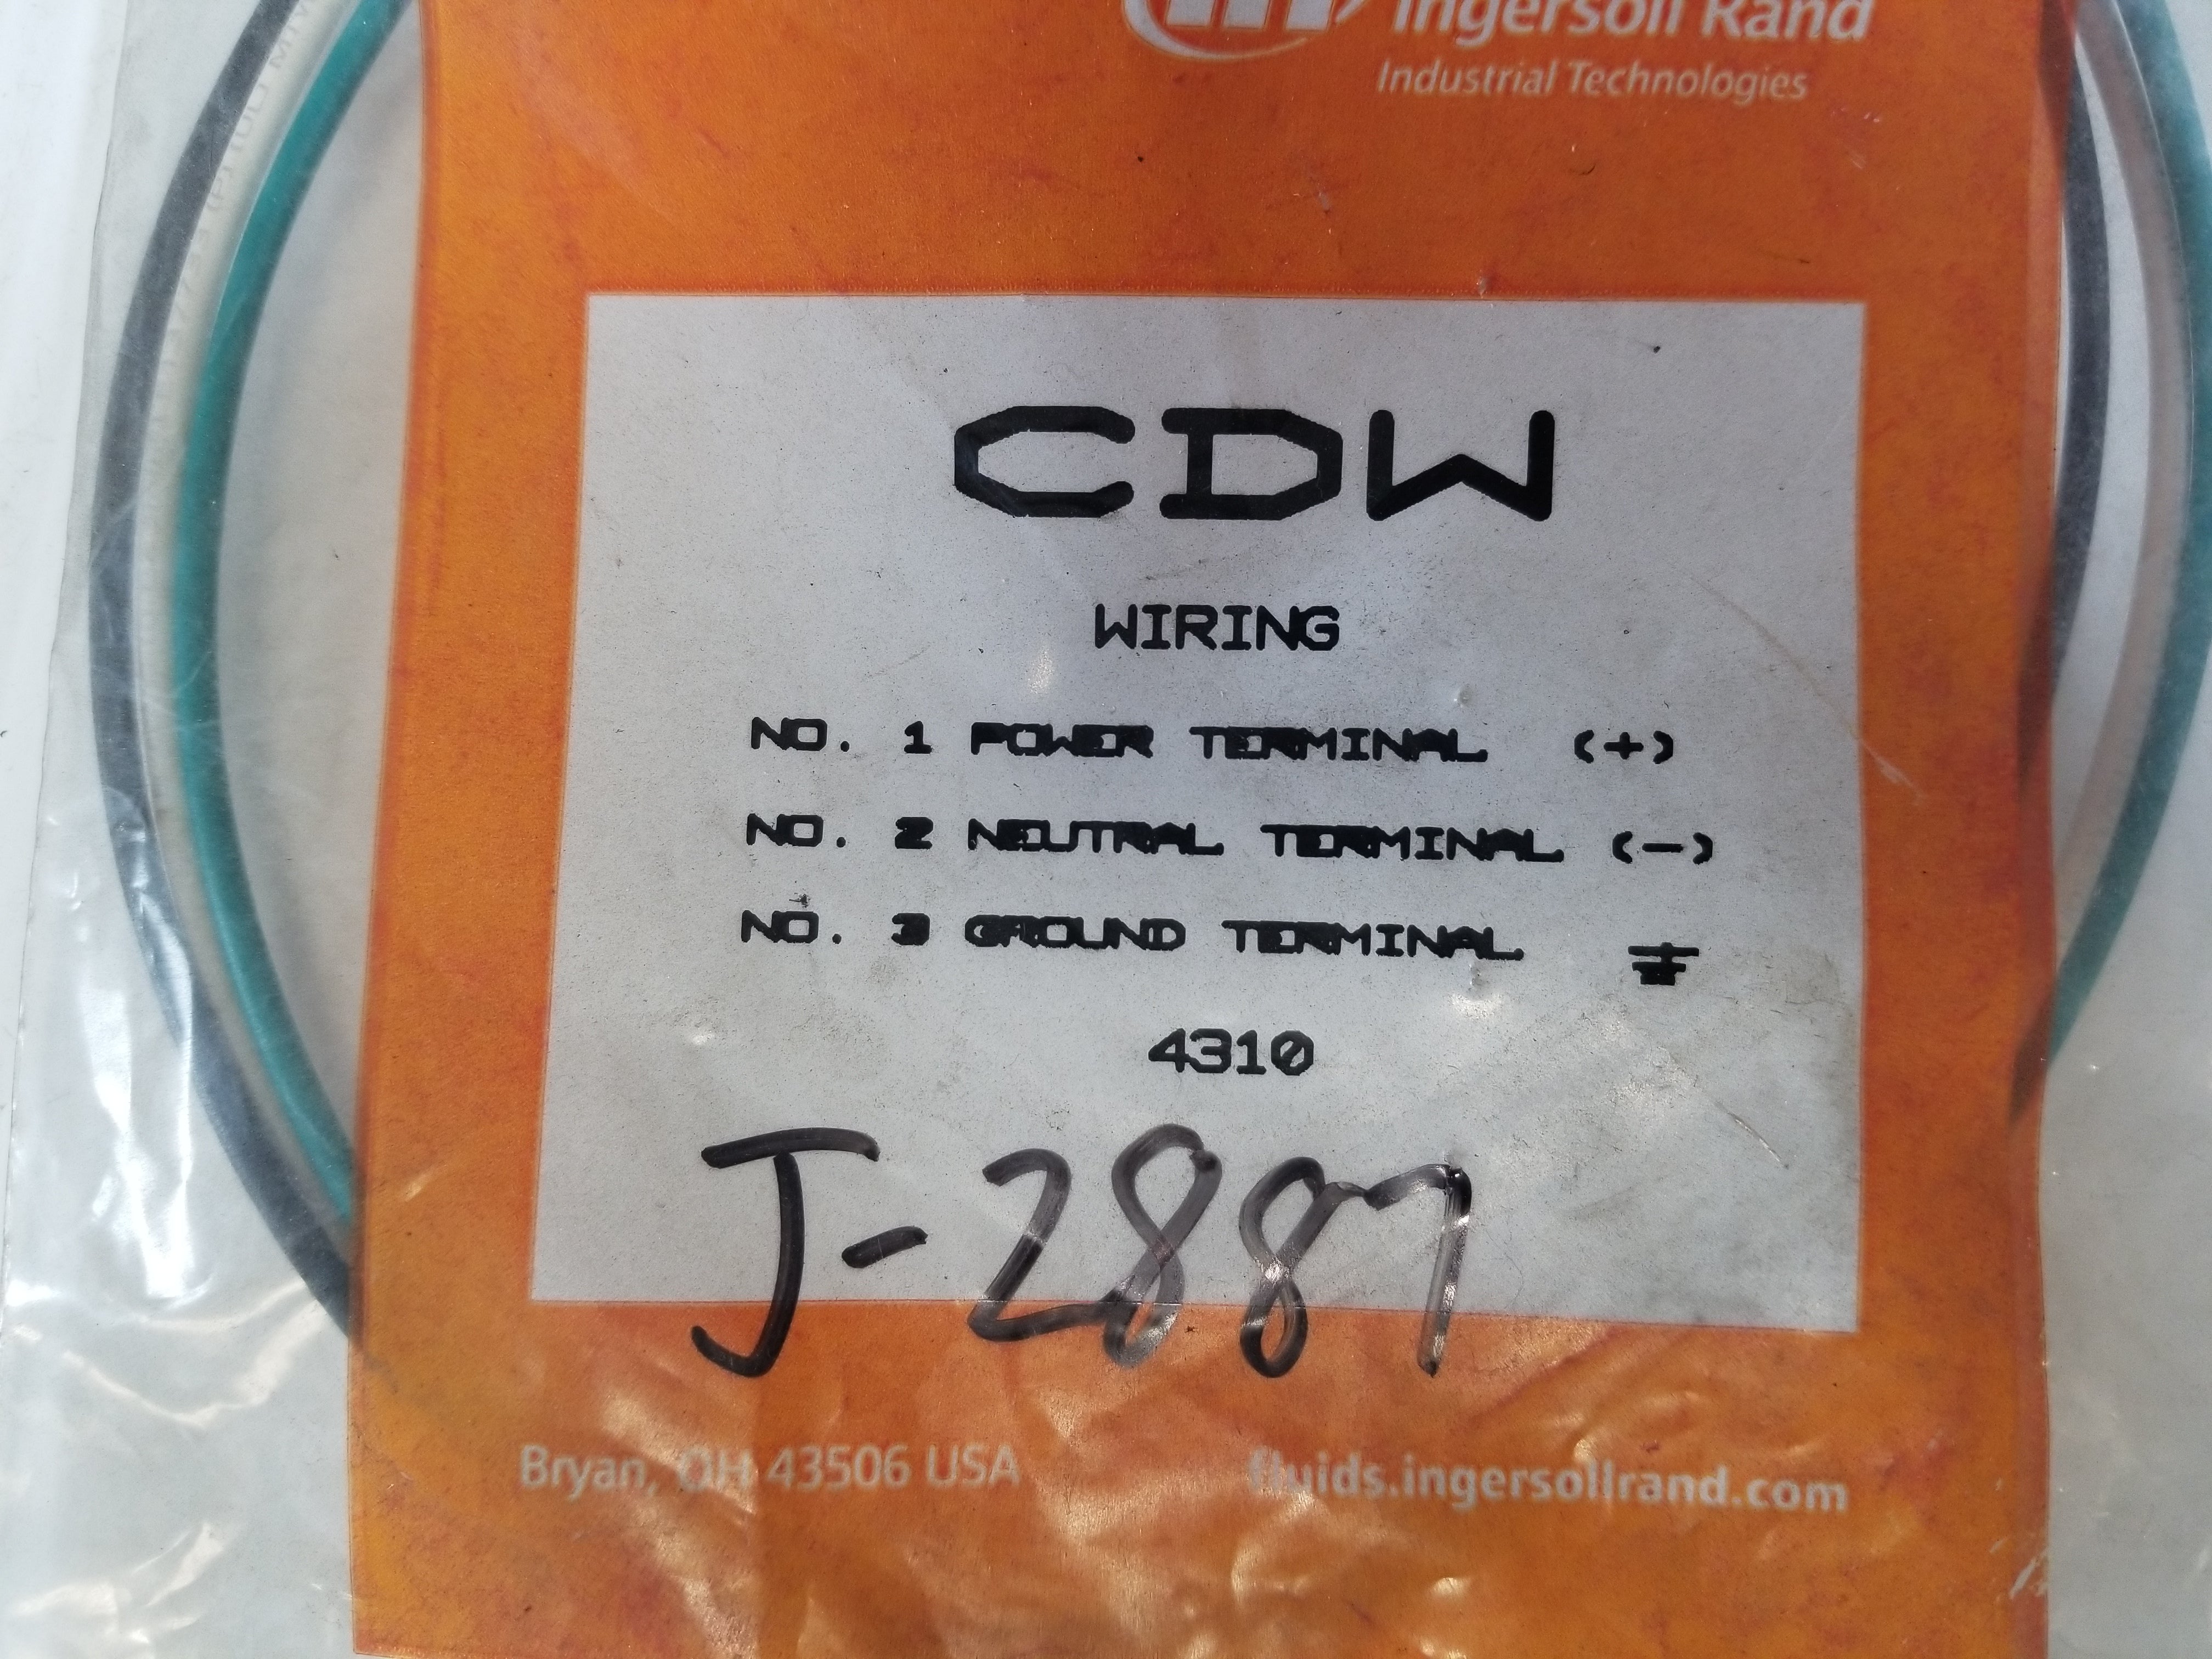 Ingersoll Rand
Industrial Technologies
CDW
WIRING
NO. 1 POWER TERMINAL (+)
NO. 2 NEUTRAL TERMINAL (-)
NO. 3 GROUND TERMINAL ⏚
4310
J-2887
Bryan, OH 43506 USA
fluids.ingersollrand.com